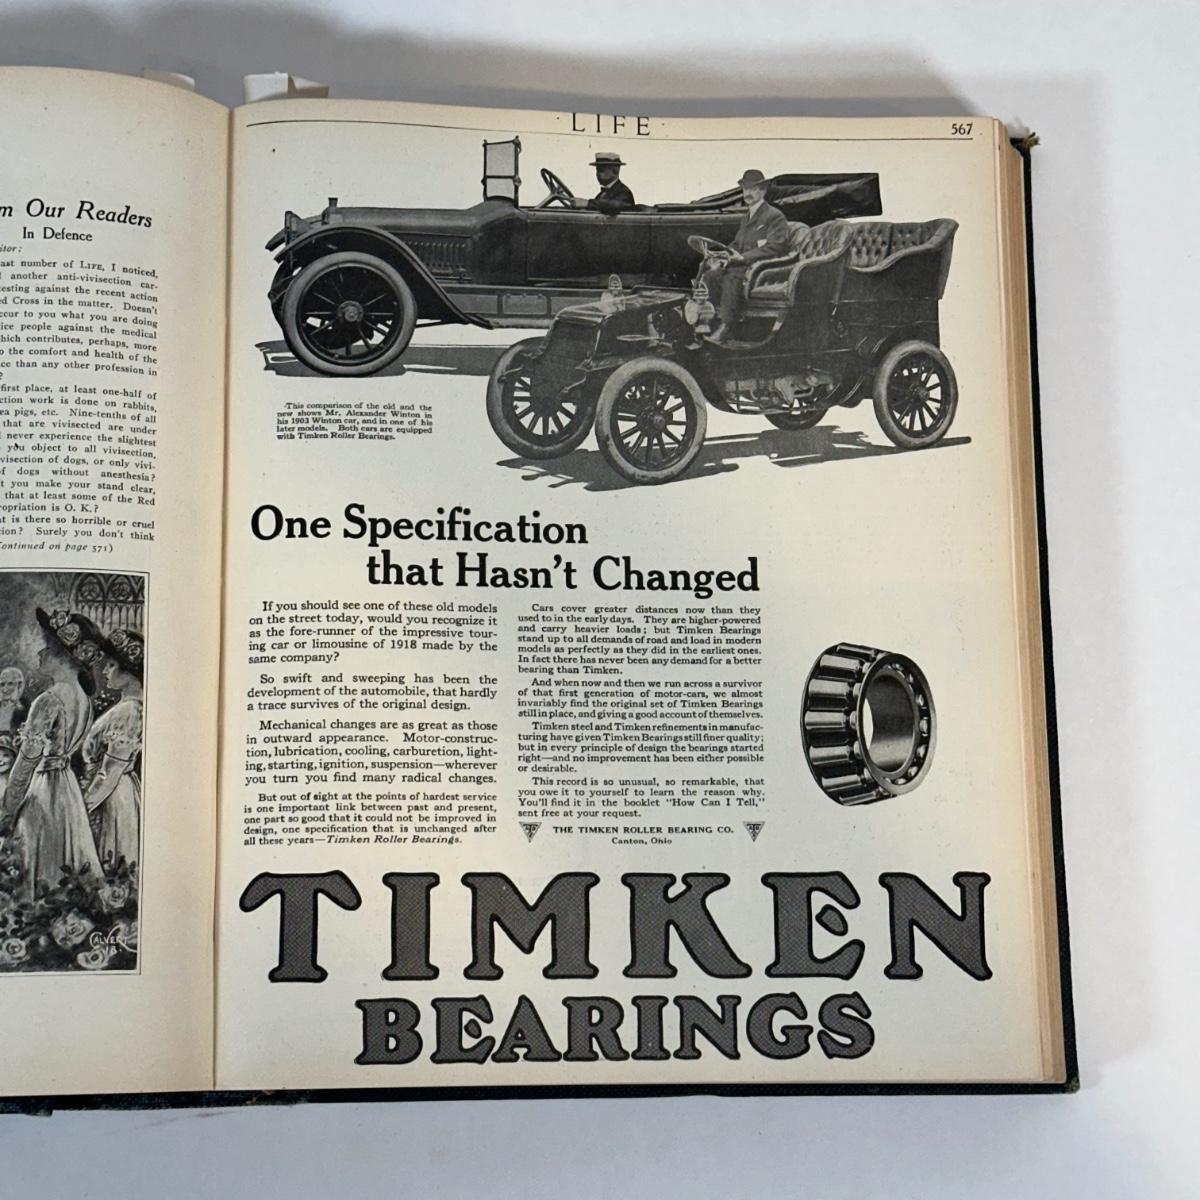 m Our Readers
In Defence
itor:
ast number of LIFE, I noticed,
another anti-vivisection car-
esting against the recent action
ed Cross in the matter. Doesn't
ccur to you what you are doing
ice people against the medical
hich contributes, perhaps, more
o the comfort and health of the
ce than any other profession in
?
first place, at least one-half of
ction work is done on rabbits,
ea pigs, etc. Nine-tenths of all
that are vivisected are under
l never experience the slightest
you object to all vivisection,
visection of dogs, or only vivi-
f dogs without anesthesia?
t you make your stand clear,
that at least some of the Red
ropriation is O. K.?
t is there so horrible or cruel
ion? Surely you don't think
Continued on page 571)
CALVERT
LIFE
567
This comparison of the old and the
new shows Mr. Alexander Winton in
his 1903 Winton car, and in one of his
later models. Both cars are equipped
with Timken Roller Bearings.
One Specification
that Hasn't Changed
If you should see one of these old models
on the street today, would you recognize it
as the fore-runner of the impressive tour-
ing car or limousine of 1918 made by the
same company?
So swift and sweeping has been the
development of the automobile, that hardly
a trace survives of the original design.
Mechanical changes are as great as those
in outward appearance. Motor-construc-
tion, lubrication, cooling, carburetion, light-
ing, starting, ignition, suspension—wherever
you turn you find many radical changes.
But out of sight at the points of hardest service
is one important link between past and present,
one part so good that it could not be improved in
design, one specification that is unchanged after
all these years—Timken Roller Bearings.
Cars cover greater distances now than they
used to in the early days. They are higher-powered
and carry heavier loads; but Timken Bearings
stand up to all demands of road and load in modern
models as perfectly as they did in the earliest ones.
In fact there has never been any demand for a better
bearing than Timken.
And when now and then we run across a survivor
of that first generation of motor-cars, we almost
invariably find the original set of Timken Bearings
still in place, and giving a good account of themselves.
Timken steel and Timken refinements in manufac-
turing have given Timken Bearings still finer quality;
but in every principle of design the bearings started
right—and no improvement has been either possible
or desirable.
This record is so unusual, so remarkable, that
you owe it to yourself to learn the reason why.
You'll find it in the booklet "How Can I Tell,"
sent free at your request.
THE TIMKEN ROLLER BEARING CO.
Canton, Ohio
TIMKEN
BEARINGS